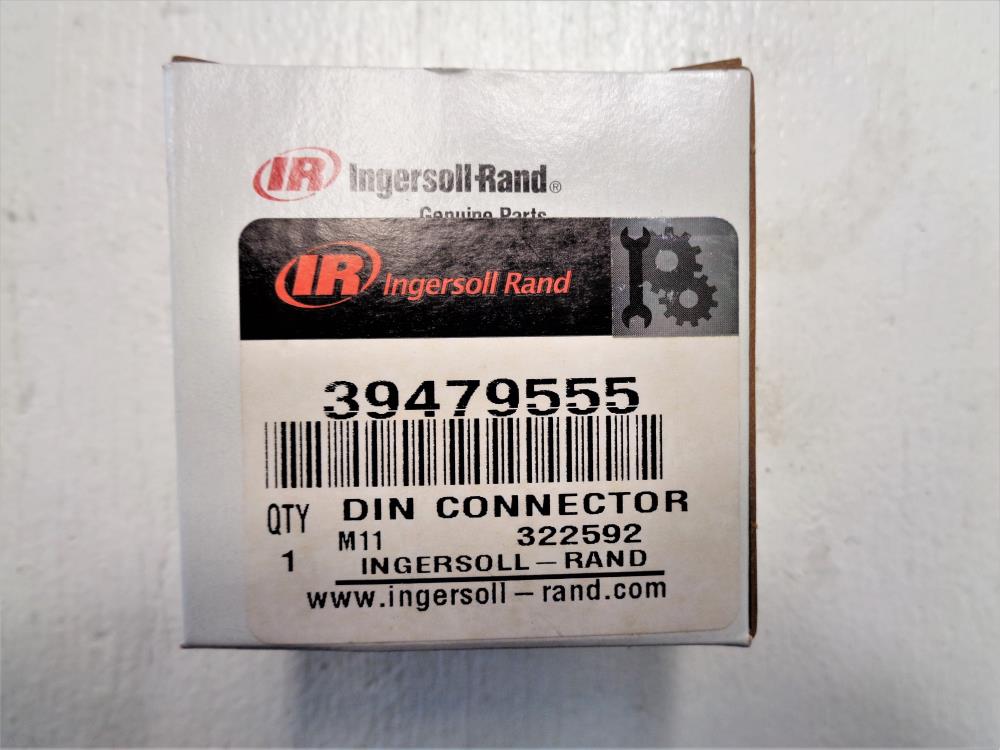 IR Ingersoll-Rand®
Genuine Parts
IR Ingersoll Rand
39479555
QTY DIN CONNECTOR
1 M11 322592
INGERSOLL-RAND
www.ingersoll-rand.com